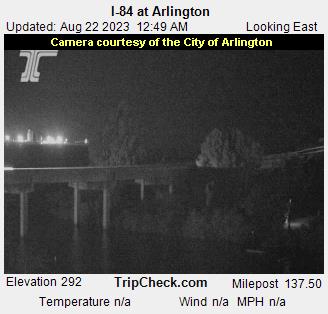 I-84 at Arlington
Updated: Aug 22 2023 12:49 AM Looking East
Camera courtesy of the City of Arlington
Elevation 292 TripCheck.com Milepost 137.50
Temperature n/a Wind n/a MPH n/a